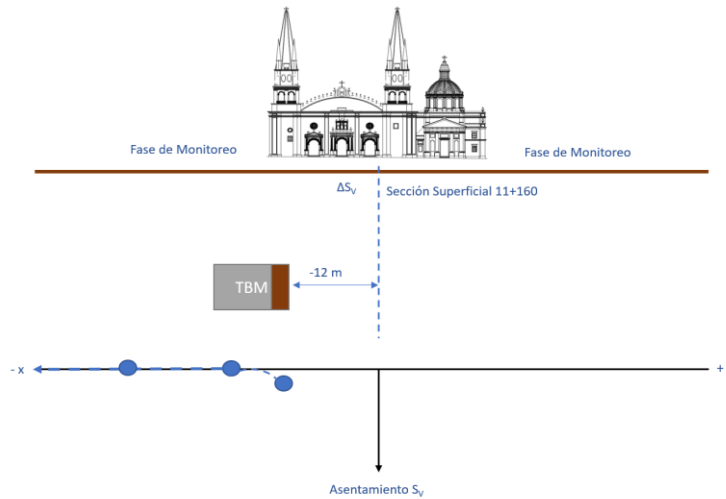 Fase de Monitoreo
Fase de Monitoreo
ΔSV
Sección Superficial 11+160
-12 m
TBM
- x
+
Asentamiento SV